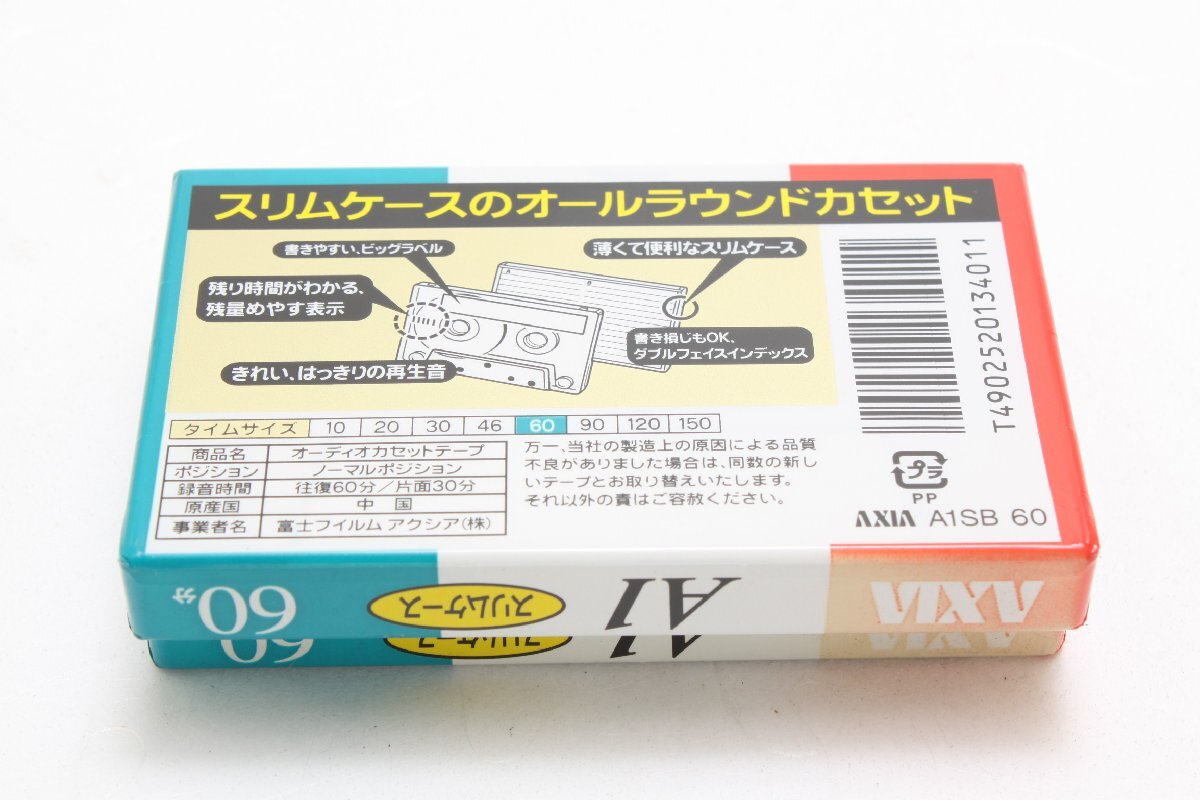 スリムケースのオールラウンドカセット
書きやすい、ビッグラベル
薄くて便利なスリムケース
残り時間がわかる、
残量めやす表示
書き損じもOK、
ダブルフェイスインデックス
きれい、はっきりの再生音
T4902520134011
タイムサイズ 10 20 30 46 60 90 120 150
商品名 オーディオカセットテープ
ポジション ノーマルポジション
録音時間 往復60分/片面30分
原産国 中国
事業者名 富士フイルム アクシア(株)
万一、当社の製造上の原因による品質
不良がありました場合は、同数の新し
いテープとお取り替えいたします。
それ以外の責はご容赦ください。
プラ
PP
AXIA A1SB 60
60分 スリムケース A1 AXIA
60 スリムケース A1 AXIA